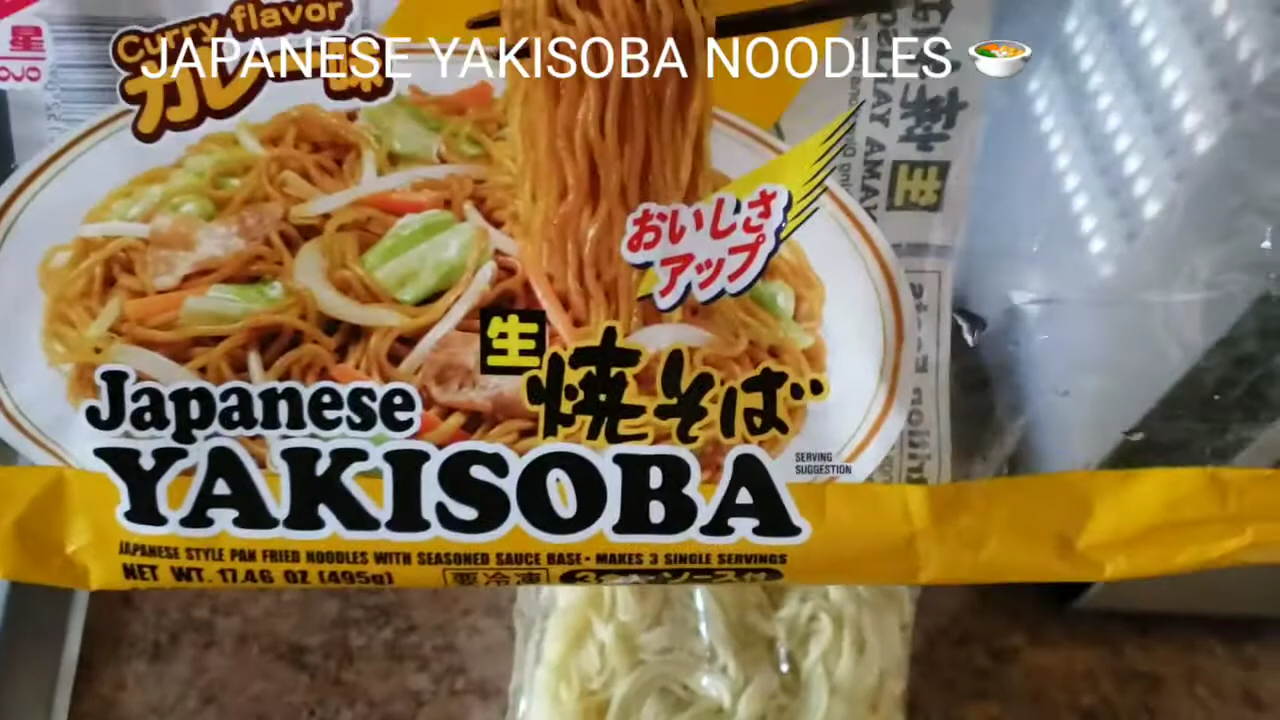 JAPANESE YAKISOBA NOODLES 🍜
Curry flavor
カレー味
おいしさ
アップ
生 焼そば
Japanese
YAKISOBA
SERVING
SUGGESTION
JAPANESE STYLE PAN FRIED NOODLES WITH SEASONED SAUCE BASE • MAKES 3 SINGLE SERVINGS
NET WT. 17.46 OZ (495g)
要冷凍